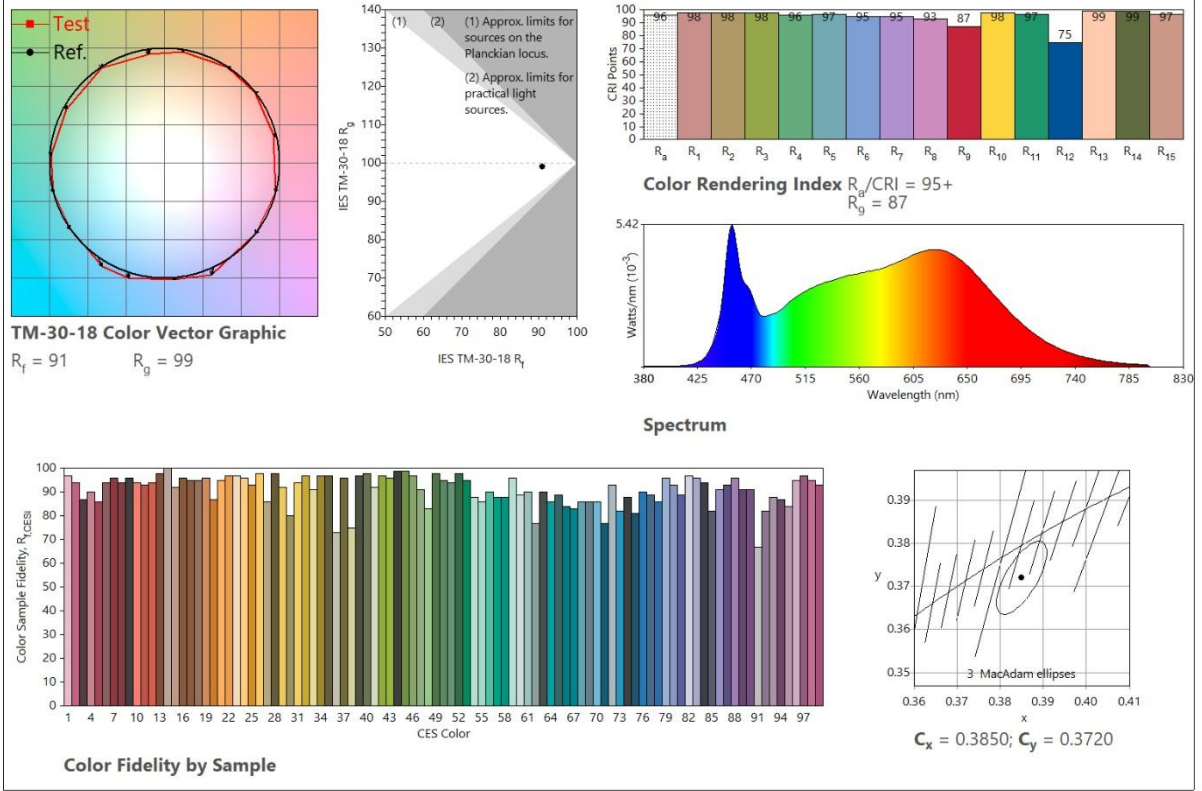 Test
Ref.
TM-30-18 Color Vector Graphic
Rf = 91 Rg = 99
140
130
120
110
100
90
80
70
60
IES TM-30-18 Rg
(1) (2) (1) Approx. limits for
sources on the
Planckian locus.
(2) Approx. limits for
practical light
sources.
50 60 70 80 90 100
IES TM-30-18 Rf
100
90
80
70
60
50
40
30
20
10
0
CRI Points
96 98 98 98 96 97 95 95 93 87 98 97 75 99 99 97
Ra R1 R2 R3 R4 R5 R6 R7 R8 R9 R10 R11 R12 R13 R14 R15
Color Rendering Index Ra/CRI = 95+
R9 = 87
5.42
Watts/nm (10-3)
380 425 470 515 560 605 650 695 740 785 830
Wavelength (nm)
Spectrum
100
90
80
70
60
50
40
30
20
10
0
Color Sample Fidelity, Rf,CESi
1 4 7 10 13 16 19 22 25 28 31 34 37 40 43 46 49 52 55 58 61 64 67 70 73 76 79 82 85 88 91 94 97
CES Color
Color Fidelity by Sample
0.39
0.38
0.37
0.36
0.35
y
3 MacAdam ellipses
0.36 0.37 0.38 0.39 0.40 0.41
x
Cx = 0.3850; Cy = 0.3720